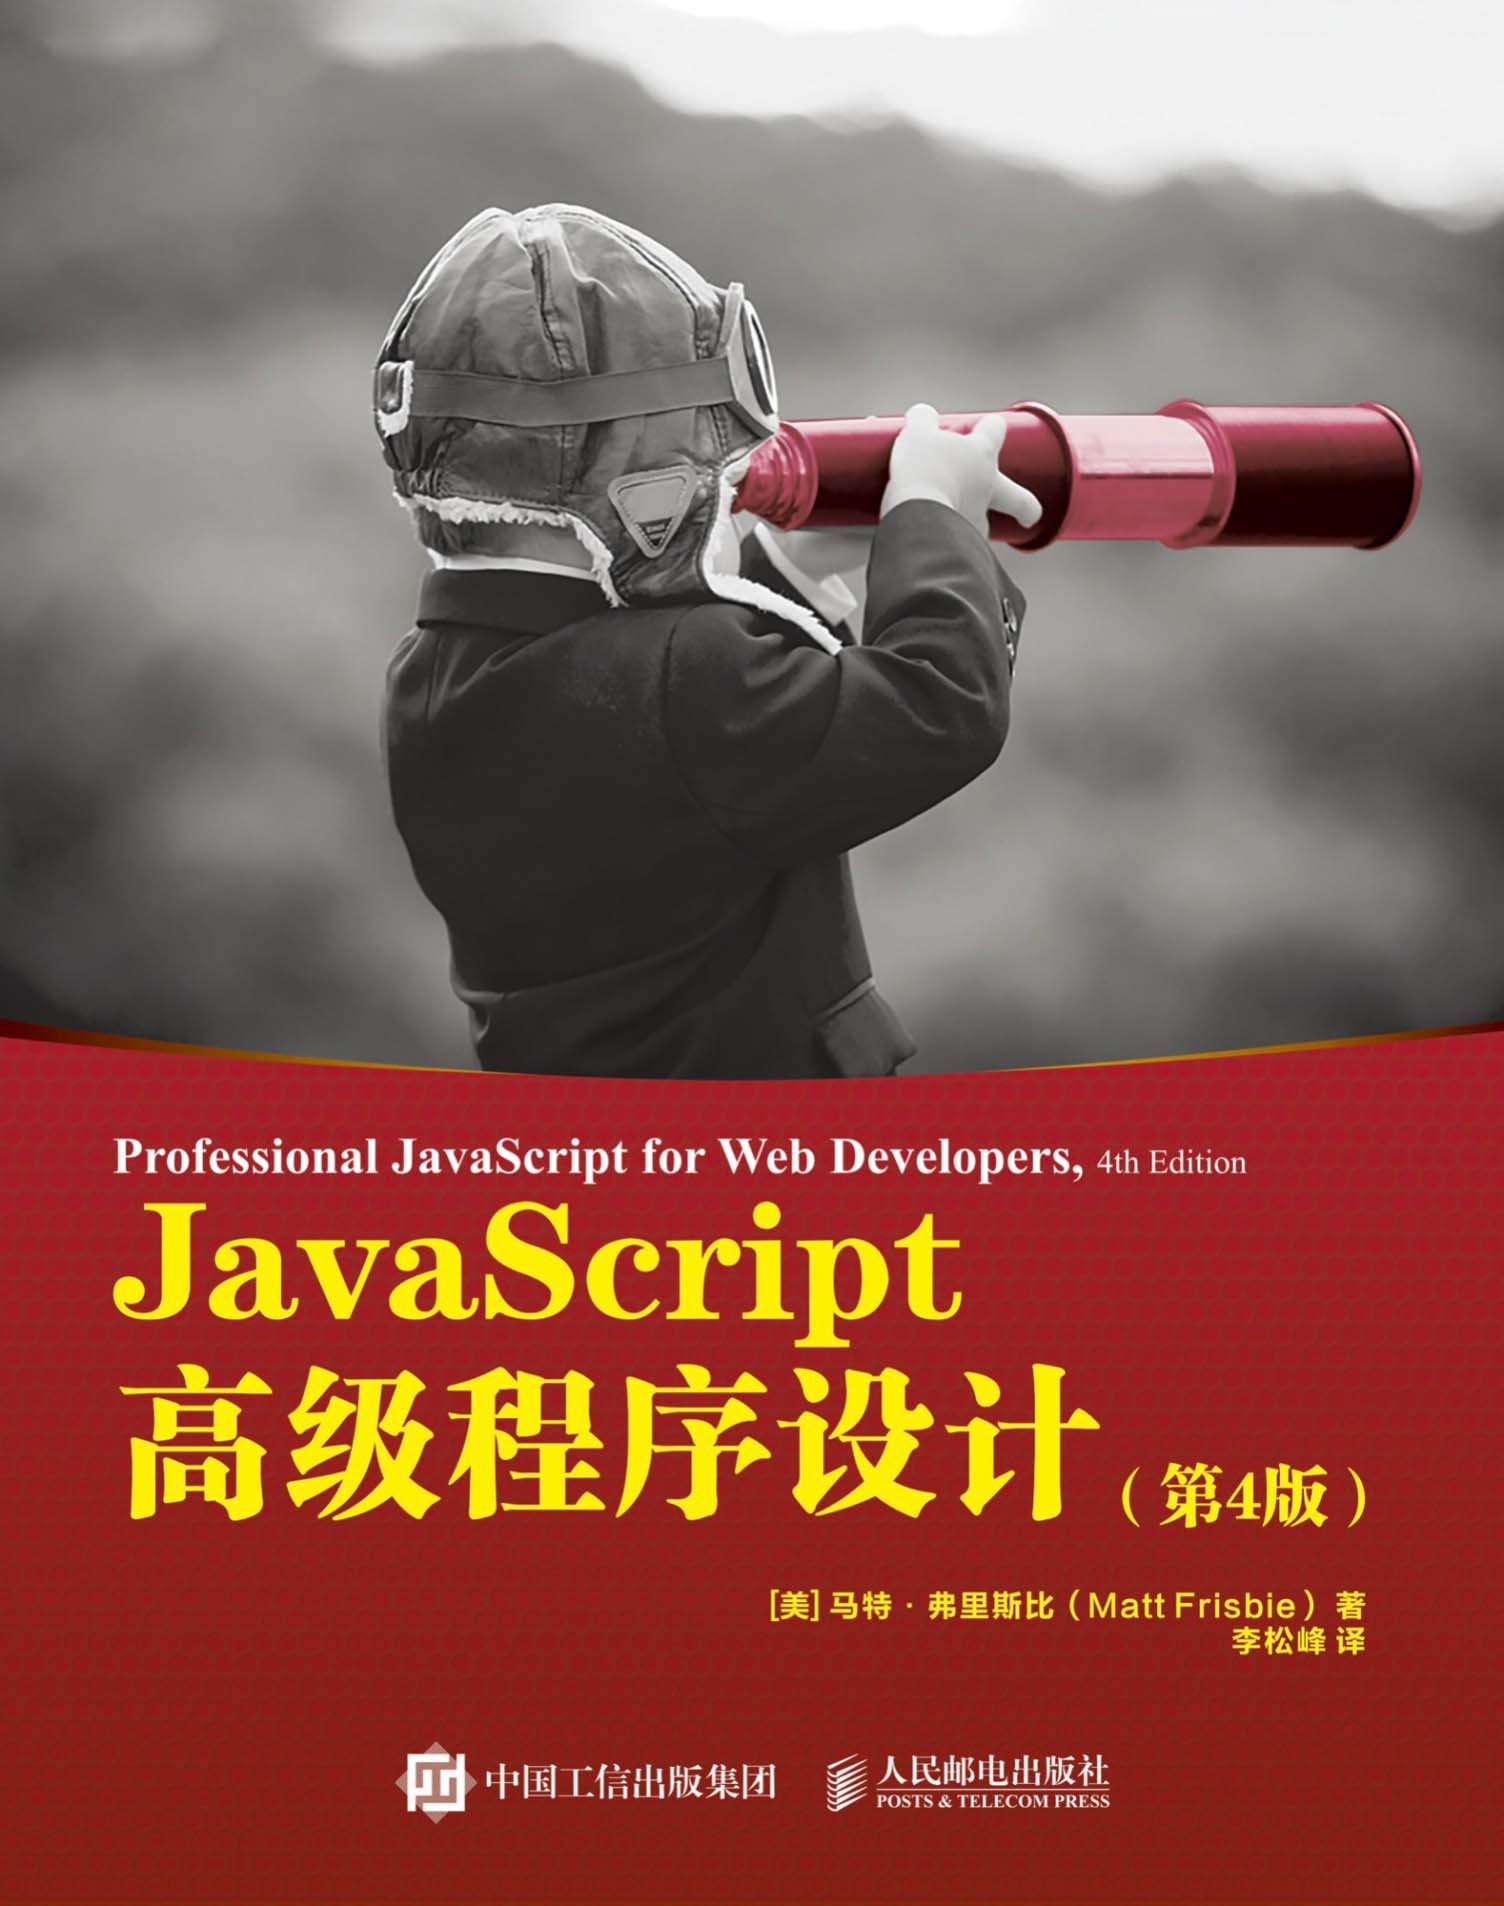 Professional JavaScript for Web Developers, 4th Edition
JavaScript
高级程序设计（第4版）
[美] 马特·弗里斯比（Matt Frisbie）著
李松峰 译
中国工信出版集团
人民邮电出版社
POSTS & TELECOM PRESS